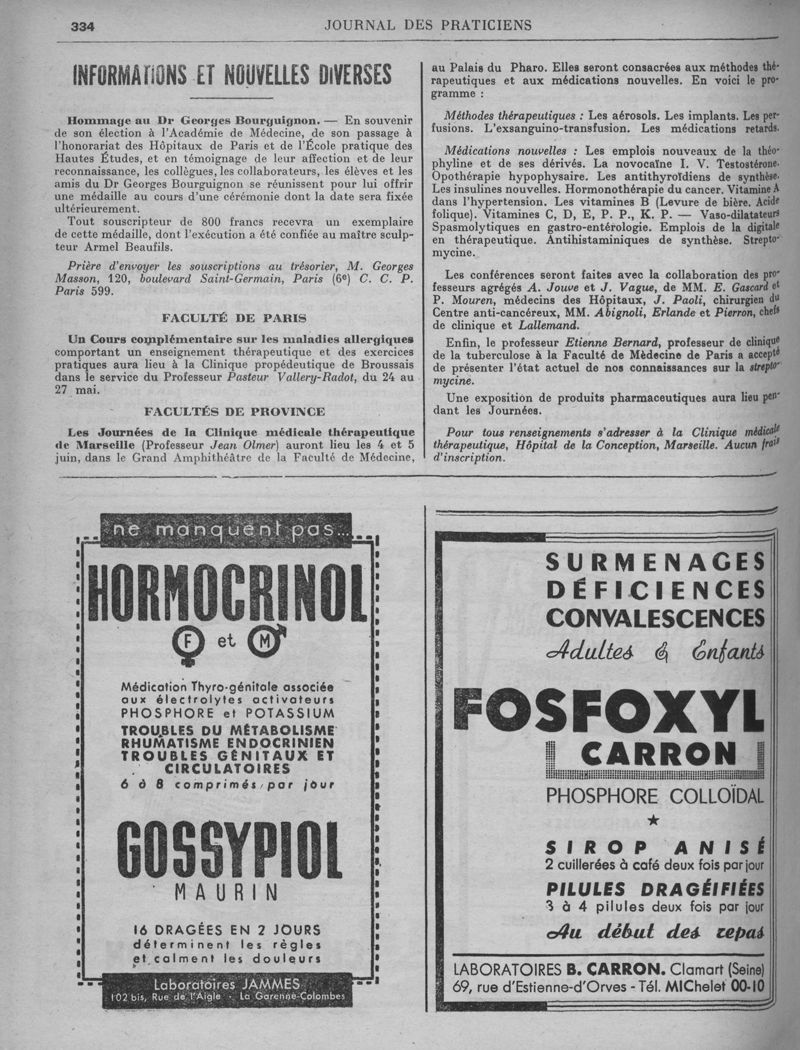 334
JOURNAL DES PRATICIENS
INFORMATIONS ET NOUVELLES DIVERSES
Hommage au Dr Georges Bourguignon. — En souvenir
de son élection à l'Académie de Médecine, de son passage à
l'honorariat des Hôpitaux de Paris et de l'École pratique des
Hautes Études, et en témoignage de leur affection et de leur
reconnaissance, les collègues, les collaborateurs, les élèves et les
amis du Dr Georges Bourguignon se réunissent pour lui offrir
une médaille au cours d'une cérémonie dont la date sera fixée
ultérieurement.
Tout souscripteur de 800 francs recevra un exemplaire
de cette médaille, dont l'exécution a été confiée au maître sculp-
teur Armel Beaufils.
Prière d'envoyer les souscriptions au trésorier, M. Georges
Masson, 120, boulevard Saint-Germain, Paris (6e) C. C. P.
Paris 599.
FACULTÉ DE PARIS
Un Cours complémentaire sur les maladies allergiques
comportant un enseignement thérapeutique et des exercices
pratiques aura lieu à la Clinique propédeutique de Broussais
dans le service du Professeur Pasteur Vallery-Radot, du 24 au
27 mai.
FACULTÉS DE PROVINCE
Les Journées de la Clinique médicale thérapeutique
de Marseille (Professeur Jean Olmer) auront lieu les 4 et 5
juin, dans le Grand Amphithéâtre de la Faculté de Médecine,
au Palais du Pharo. Elles seront consacrées aux méthodes thé-
rapeutiques et aux médications nouvelles. En voici le pro-
gramme :
Méthodes thérapeutiques : Les aérosols. Les implants. Les per-
fusions. L'exsanguino-transfusion. Les médications retards.
Médications nouvelles : Les emplois nouveaux de la théo-
phyline et de ses dérivés. La novocaïne I. V. Testostérone.
Opothérapie hypophysaire. Les antithyroïdiens de synthèse.
Les insulines nouvelles. Hormonothérapie du cancer. Vitamine A
dans l'hypertension. Les vitamines B (Levure de bière. Acide
folique). Vitamines C, D, E, P. P., K. P. — Vaso-dilatateurs
Spasmolytiques en gastro-entérologie. Emplois de la digitale
en thérapeutique. Antihistaminiques de synthèse. Strepto-
mycine.
Les conférences seront faites avec la collaboration des pro-
fesseurs agrégés A. Jouve et J. Vague, de MM. E. Gascard et
P. Mouren, médecins des Hôpitaux, J. Paoli, chirurgien du
Centre anti-cancéreux, MM. Abignoli, Erlande et Pierron, chefs
de clinique et Lallemand.
Enfin, le professeur Etienne Bernard, professeur de clinique
de la tuberculose à la Faculté de Mèdecine de Paris a accepté
de présenter l'état actuel de nos connaissances sur la strepto-
mycine.
Une exposition de produits pharmaceutiques aura lieu pen-
dant les Journées.
Pour tous renseignements s'adresser à la Clinique médicale
thérapeutique, Hôpital de la Conception, Marseille. Aucun frais
d'inscription.
ne manquent pas...
HORMOCRINOL
F et M
Médication Thyro-génitale associée
aux électrolytes activateurs
PHOSPHORE et POTASSIUM
TROUBLES DU MÉTABOLISME
RHUMATISME ENDOCRINIEN
TROUBLES GÉNITAUX ET
CIRCULATOIRES
6 à 8 comprimés par jour
GOSSYPIOL
MAURIN
16 DRAGÉES EN 2 JOURS
déterminent les règles
et calment les douleurs
Laboratoires JAMMES
102 bis, Rue de l'Aigle - La Garenne-Colombes
SURMENAGES
DÉFICIENCES
CONVALESCENCES
Adultes & Enfants
FOSFOXYL
CARRON
PHOSPHORE COLLOÏDAL
SIROP ANISÉ
2 cuillerées à café deux fois par jour
PILULES DRAGÉIFIÉES
3 à 4 pilules deux fois par jour
Au début des repas
LABORATOIRES B. CARRON. Clamart (Seine)
69, rue d'Estienne-d'Orves - Tél. MIChelet 00-10